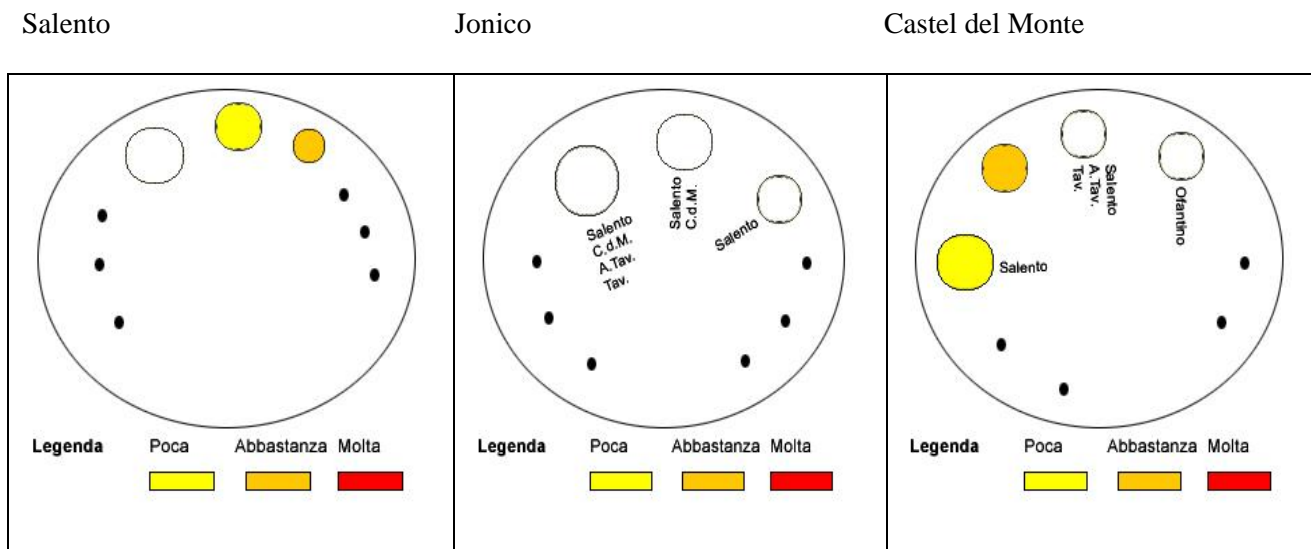 Salento Jonico Castel del Monte
Salento
C.d.M.
A.Tav.
Tav.
Salento
C.d.M.
Salento
Salento
Salento
A.Tav.
Tav.
Ofantino
Legenda Poca Abbastanza Molta
Legenda Poca Abbastanza Molta
Legenda Poca Abbastanza Molta